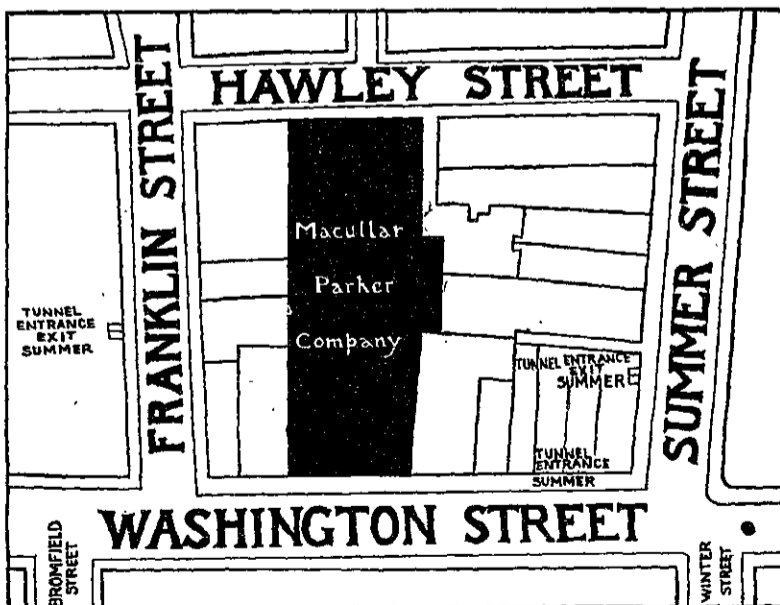 HAWLEY STREET
FRANKLIN STREET
SUMMER STREET
Macullar
Parker
Company
TUNNEL
ENTRANCE
EXIT
SUMMER
TUNNEL ENTRANCE
EXIT
SUMMER
TUNNEL
ENTRANCE
SUMMER
WASHINGTON STREET
BROMFIELD
STREET
WINTER
STREET